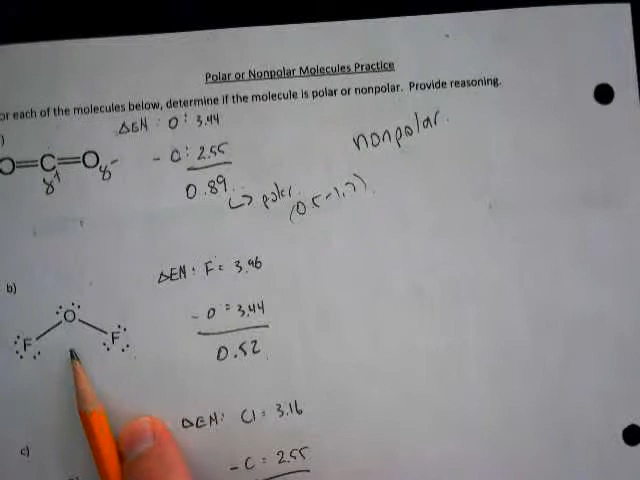 Polar or Nonpolar Molecules Practice
or each of the molecules below, determine if the molecule is polar or nonpolar. Provide reasoning.
ΔEN: O: 3.44
nonpolar.
O=C=O
- C: 2.55
δ+
δ-
0.89
↳ polar
(0.5-1.7)
b)
ΔEN: F= 3.96
- O = 3.44
0.52
O
F
F
ΔEN: Cl = 3.16
c)
- C = 2.55